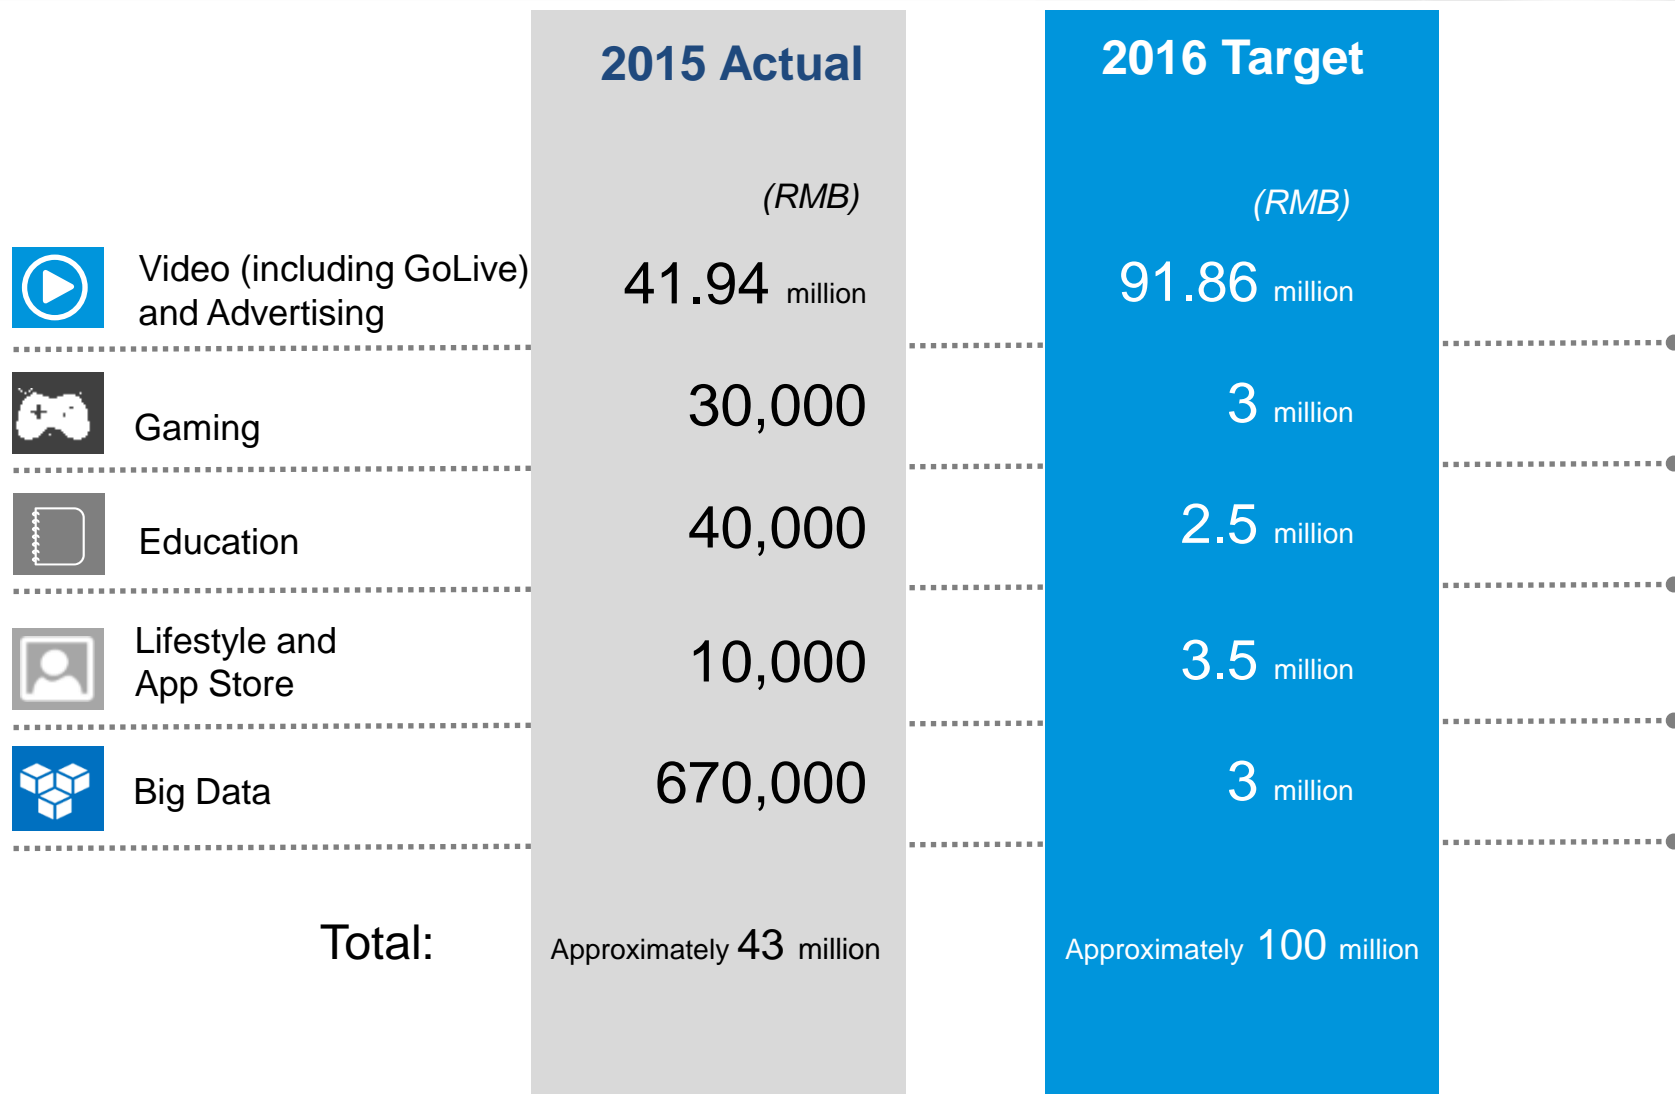 2015 Actual
2016 Target
(RMB)
(RMB)
Video (including GoLive)
and Advertising
41.94 million
91.86 million
Gaming
30,000
3 million
Education
40,000
2.5 million
Lifestyle and
App Store
10,000
3.5 million
Big Data
670,000
3 million
Total:
Approximately 43 million
Approximately 100 million